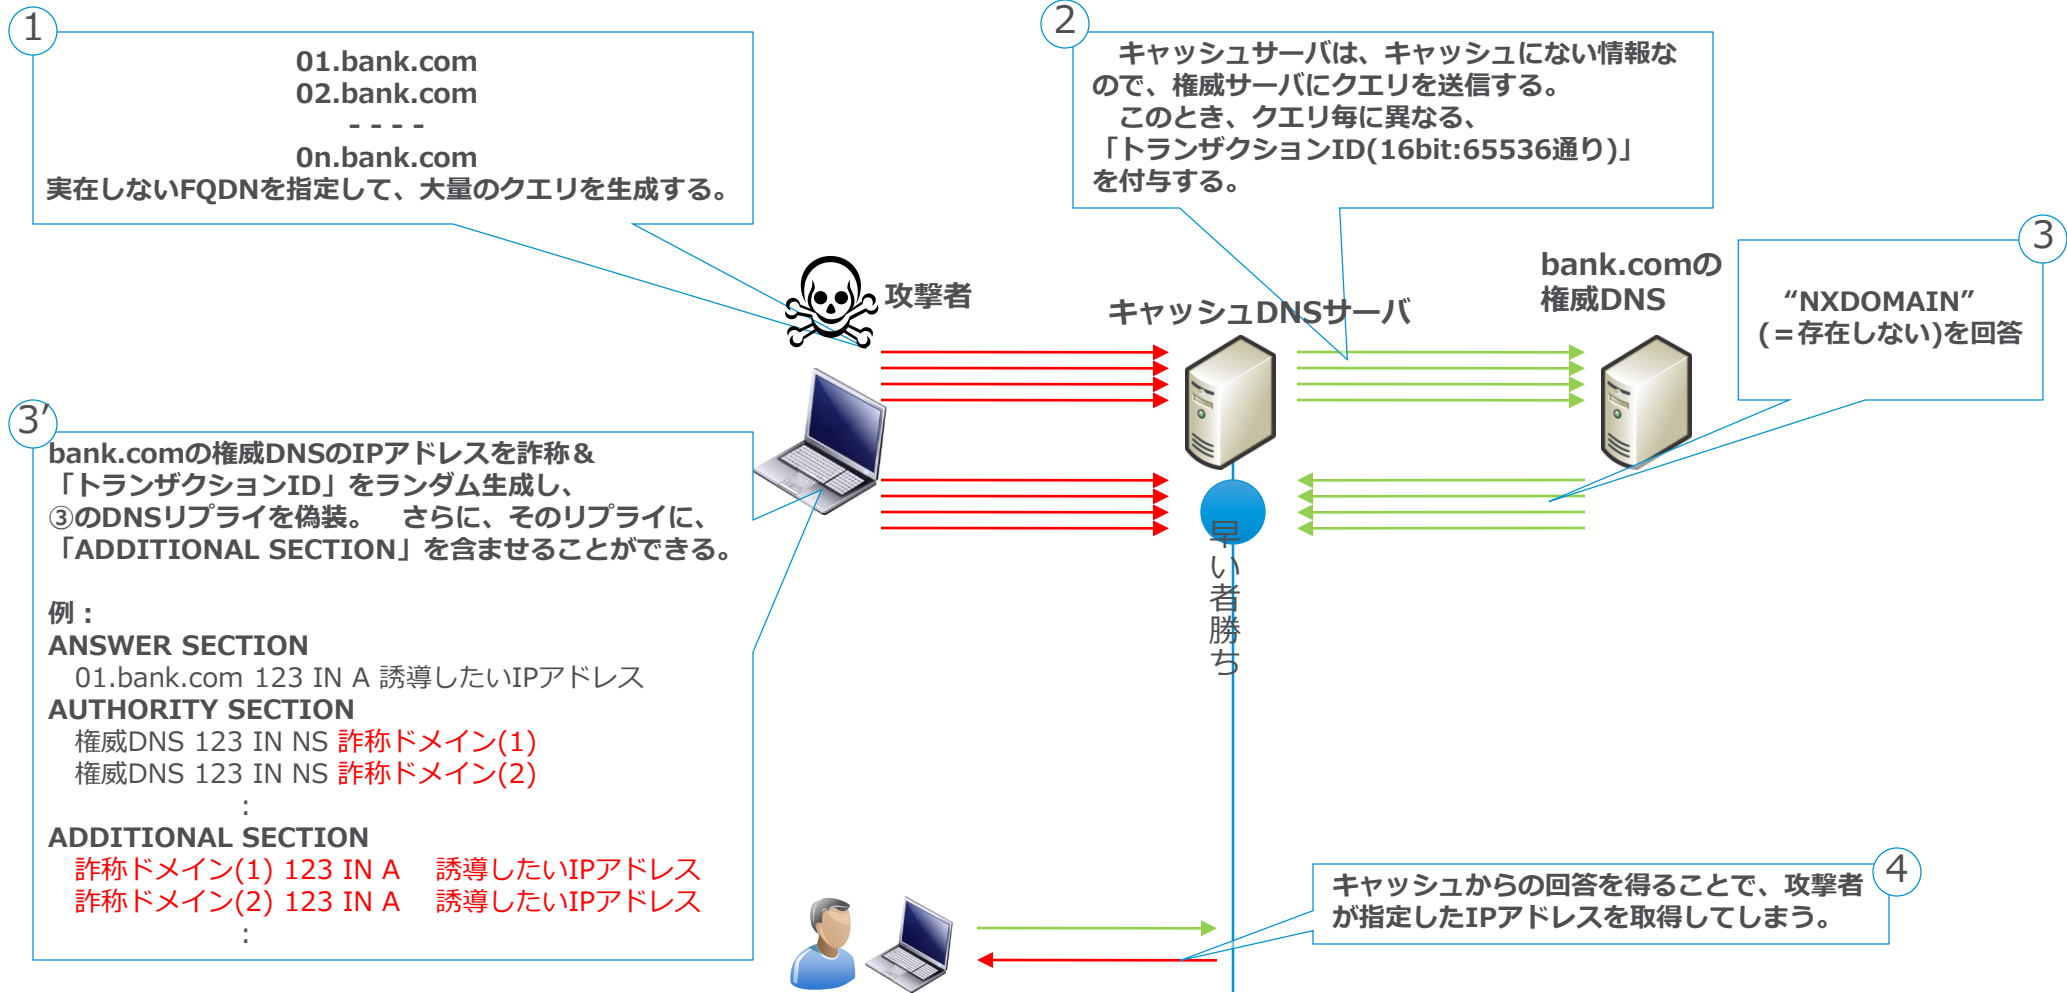 1
01.bank.com
02.bank.com
- - - -
0n.bank.com
実在しないFQDNを指定して、大量のクエリを生成する。
2
キャッシュサーバは、キャッシュにない情報な
ので、権威サーバにクエリを送信する。
このとき、クエリ毎に異なる、
「トランザクションID(16bit:65536通り)」
を付与する。
3
“NXDOMAIN”
(＝存在しない)を回答
攻撃者
キャッシュDNSサーバ
bank.comの
権威DNS
3′
bank.comの権威DNSのIPアドレスを詐称＆
「トランザクションID」をランダム生成し、
③のDNSリプライを偽装。　さらに、そのリプライに、
「ADDITIONAL SECTION」を含ませることができる。
例：
ANSWER SECTION
01.bank.com 123 IN A 誘導したいIPアドレス
AUTHORITY SECTION
権威DNS 123 IN NS 詐称ドメイン(1)
権威DNS 123 IN NS 詐称ドメイン(2)
:
ADDITIONAL SECTION
詐称ドメイン(1) 123 IN A　誘導したいIPアドレス
詐称ドメイン(2) 123 IN A　誘導したいIPアドレス
:
早い者勝ち
4
キャッシュからの回答を得ることで、攻撃者
が指定したIPアドレスを取得してしまう。